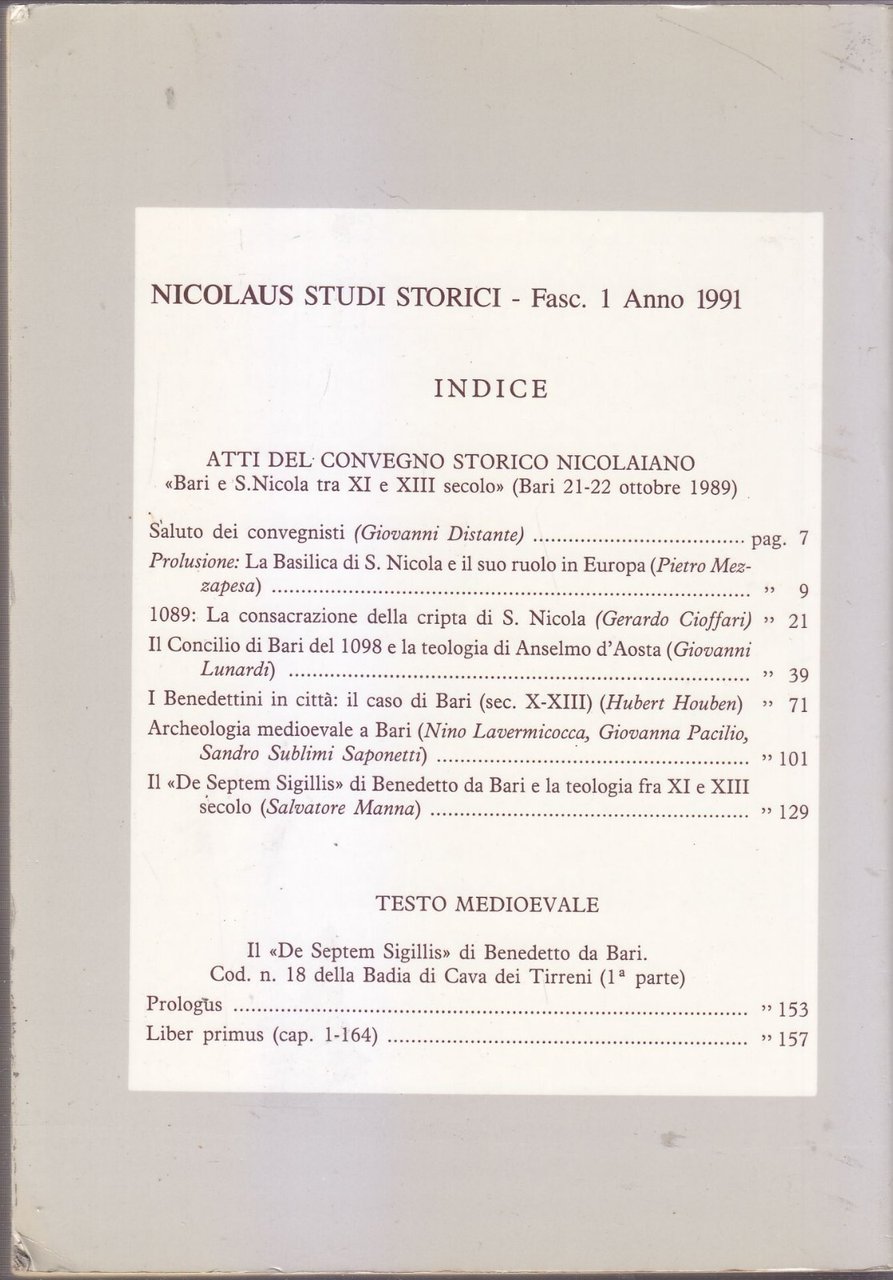 NICOLAUS STUDI STORICI - Fasc. 1 Anno 1991
INDICE
ATTI DEL CONVEGNO STORICO NICOLAIANO
«Bari e S.Nicola tra XI e XIII secolo» (Bari 21-22 ottobre 1989)
Saluto dei convegnisti (Giovanni Distante) .................................... pag. 7
Prolusione: La Basilica di S. Nicola e il suo ruolo in Europa (Pietro Mez-
zapesa) ................................................................................ ” 9
1089: La consacrazione della cripta di S. Nicola (Gerardo Cioffari) ” 21
Il Concilio di Bari del 1098 e la teologia di Anselmo d'Aosta (Giovanni
Lunardi) .............................................................................. ” 39
I Benedettini in città: il caso di Bari (sec. X-XIII) (Hubert Houben) ” 71
Archeologia medioevale a Bari (Nino Lavermicocca, Giovanna Pacilio,
Sandro Sublimi Saponetti) ..................................................... ” 101
Il «De Septem Sigillis» di Benedetto da Bari e la teologia fra XI e XIII
secolo (Salvatore Manna) ...................................................... ” 129
TESTO MEDIOEVALE
Il «De Septem Sigillis» di Benedetto da Bari.
Cod. n. 18 della Badia di Cava dei Tirreni (1ª parte)
Prologus ....................................................................................... ” 153
Liber primus (cap. 1-164) ............................................................. ” 157